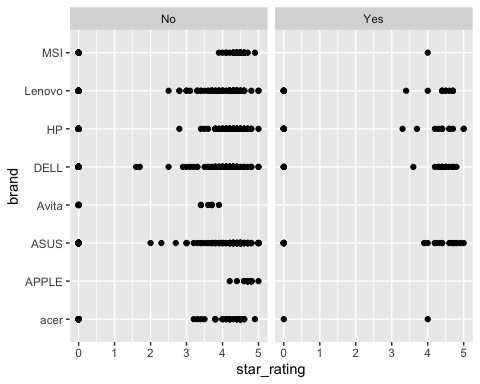 No Yes
MSI
Lenovo
HP
DELL
Avita
ASUS
APPLE
acer
brand
0 1 2 3 4 5 0 1 2 3 4 5
star_rating